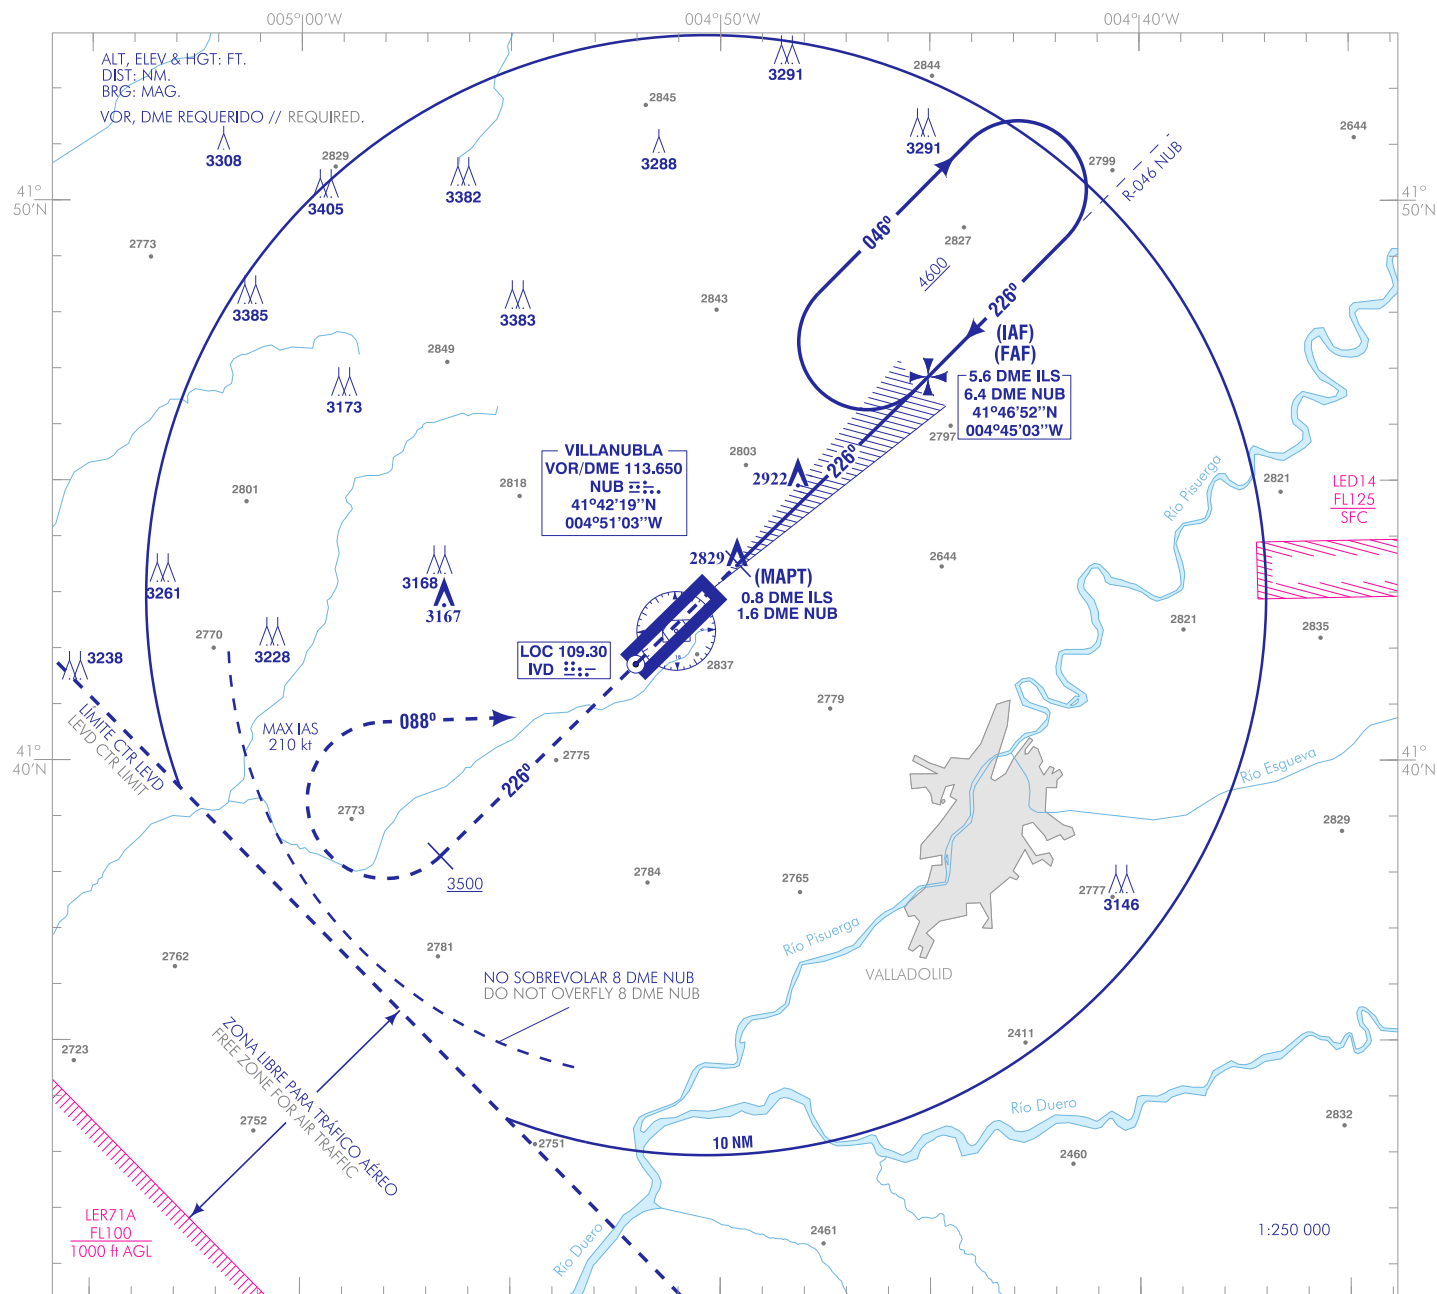 005°00'W
004°50'W
004°40'W
ALT, ELEV & HGT: FT.
DIST: NM.
BRG: MAG.
VOR, DME REQUERIDO // REQUIRED.
3291
2844
2845
3308
2829
3288
3291
2644
3382
2799
R-046 NUB
3405
41°
50'N
41°
50'N
2773
046º
2827
4600
3385
3383
2843
226º
(IAF)
(FAF)
2849
5.6 DME ILS
6.4 DME NUB
41°46'52''N
004°45'03''W
3173
2797
VILLANUBLA
VOR/DME 113.650
NUB
41°42'19''N
004°51'03''W
2803
226º
2922
2818
2801
Río Pisuerga
2821
LED14
FL125
SFC
2829
2644
(MAPT)
0.8 DME ILS
1.6 DME NUB
3168
3167
3261
2821
2835
2770
3228
3238
LOC 109.30
IVD
2837
LÍMITE CTR LEVD
LEVD CTR LIMIT
MAX IAS
210 kt
088º
2779
226º
2775
41°
40'N
41°
40'N
Río Esgueva
2773
2829
3500
2784
2765
2777
3146
Río Pisuerga
2781
2762
VALLADOLID
NO SOBREVOLAR 8 DME NUB
DO NOT OVERFLY 8 DME NUB
2411
2723
ZONA LIBRE PARA TRÁFICO AÉREO
FREE ZONE FOR AIR TRAFFIC
2752
Río Duero
2832
2751
10 NM
2460
LER71A
FL100
1000 ft AGL
2461
Río Duero
1:250 000